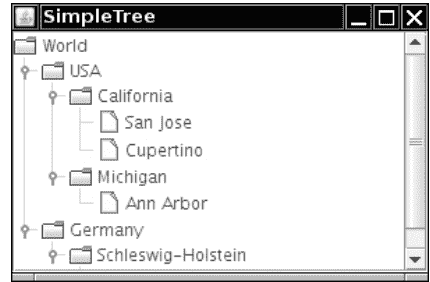 SimpleTree
World
USA
California
San Jose
Cupertino
Michigan
Ann Arbor
Germany
Schleswig-Holstein